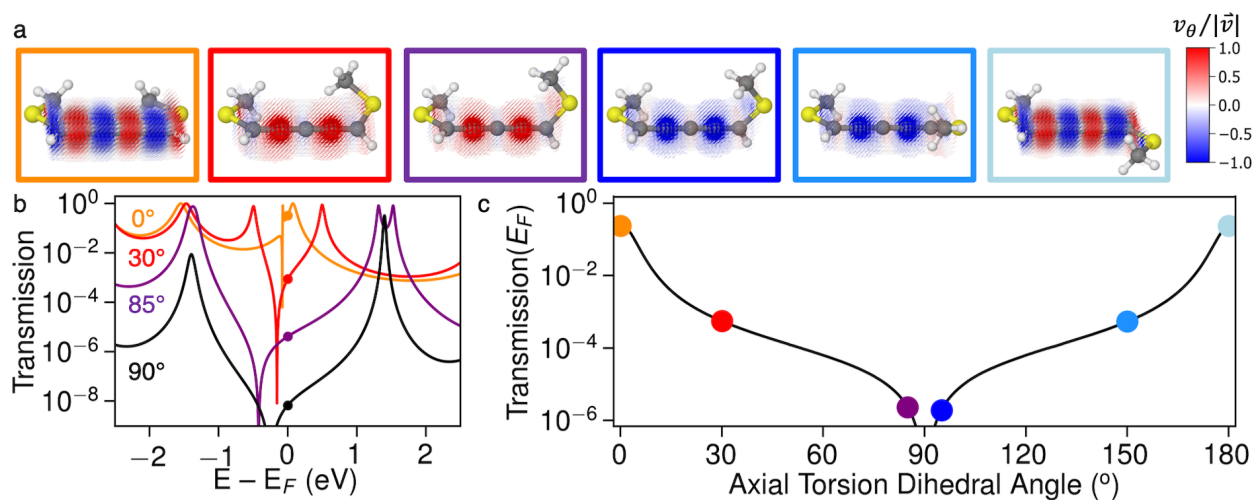 a
v_θ/|v⃗|
1.0
0.5
0.0
−0.5
−1.0
b
Transmission
10^0
10^−2
10^−4
10^−6
10^−8
0°
30°
85°
90°
−2 −1 0 1 2
E − E_F (eV)
c
Transmission(E_F)
10^0
10^−2
10^−4
10^−6
0 30 60 90 120 150 180
Axial Torsion Dihedral Angle (º)